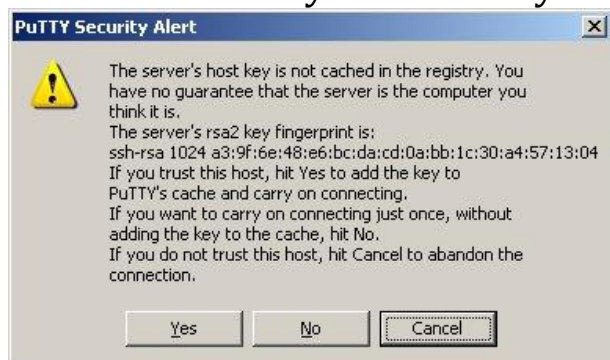 PuTTY Security Alert
The server's host key is not cached in the registry. You
have no guarantee that the server is the computer you
think it is.
The server's rsa2 key fingerprint is:
ssh-rsa 1024 a3:9f:6e:48:e6:bc:da:cd:0a:bb:1c:30:a4:57:13:04
If you trust this host, hit Yes to add the key to
PuTTY's cache and carry on connecting.
If you want to carry on connecting just once, without
adding the key to the cache, hit No.
If you do not trust this host, hit Cancel to abandon the
connection.
Yes No Cancel